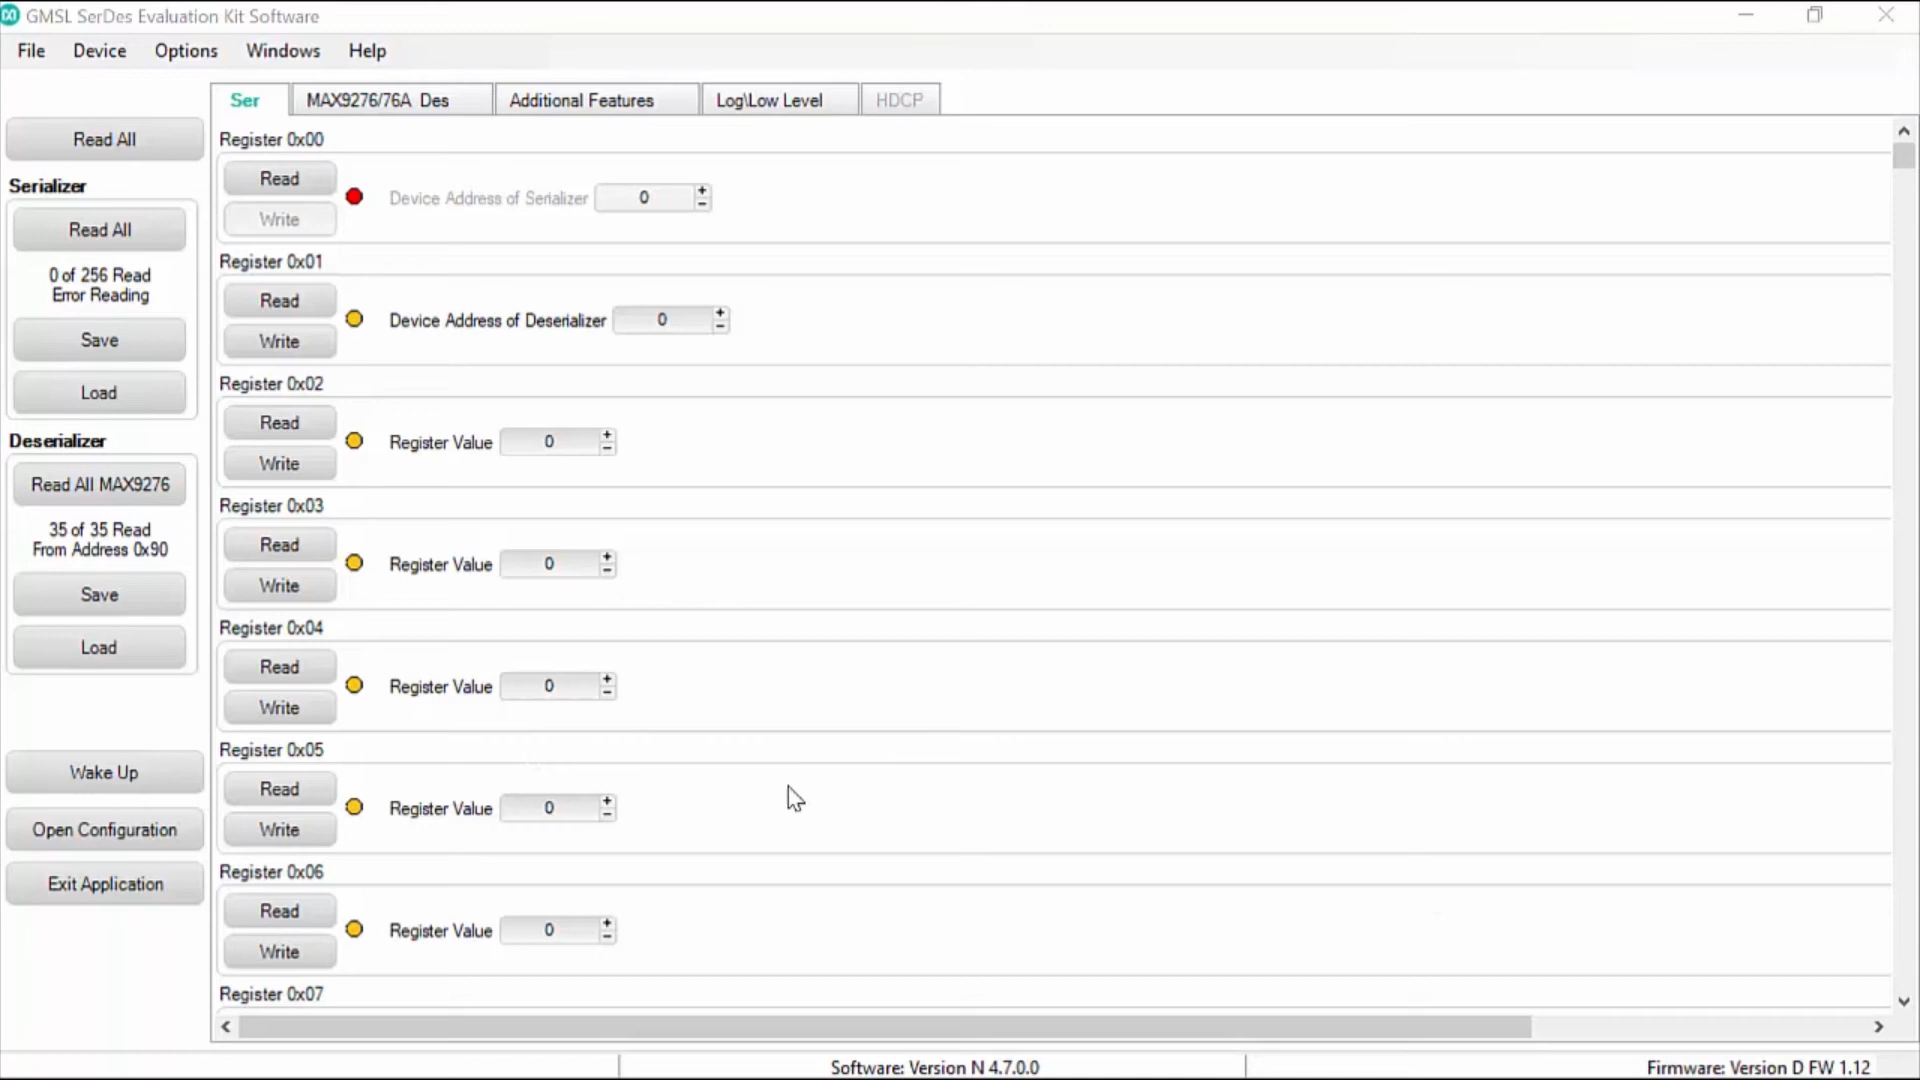 GMSL SerDes Evaluation Kit Software
File Device Options Windows Help
Ser MAX9276/76A Des Additional Features Log\Low Level HDCP
Read All
Serializer
Read All
0 of 256 Read
Error Reading
Save
Load
Deserializer
Read All MAX9276
35 of 35 Read
From Address 0x90
Save
Load
Wake Up
Open Configuration
Exit Application
Register 0x00
Read
Write
Device Address of Serializer 0
Register 0x01
Read
Write
Device Address of Deserializer 0
Register 0x02
Read
Write
Register Value 0
Register 0x03
Read
Write
Register Value 0
Register 0x04
Read
Write
Register Value 0
Register 0x05
Read
Write
Register Value 0
Register 0x06
Read
Write
Register Value 0
Register 0x07
Software: Version N 4.7.0.0
Firmware: Version D FW 1.12